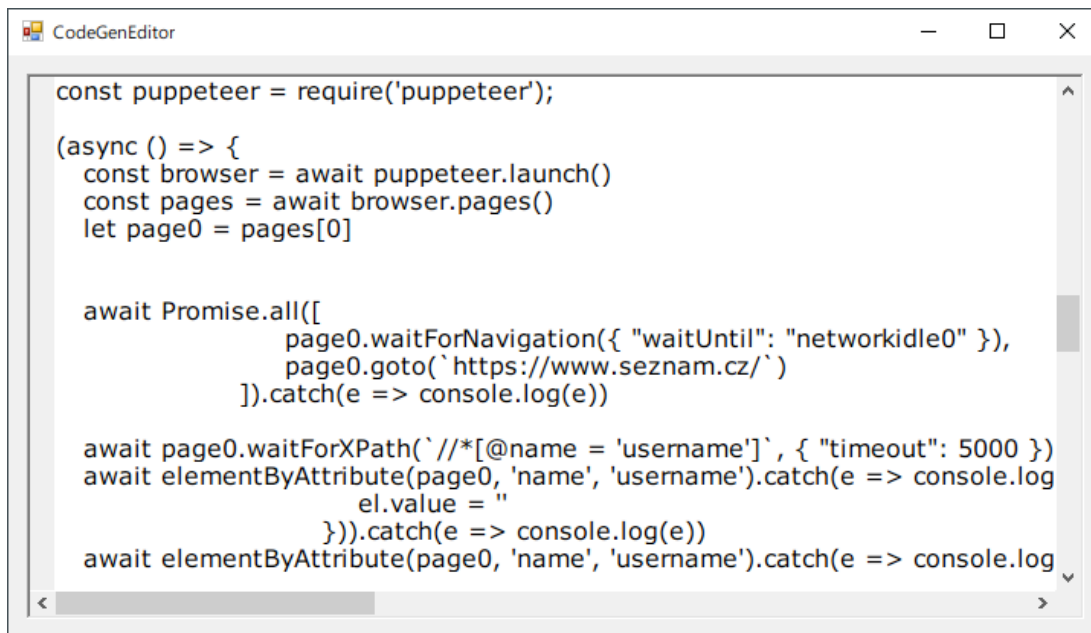 CodeGenEditor
const puppeteer = require('puppeteer');
(async () => {
const browser = await puppeteer.launch()
const pages = await browser.pages()
let page0 = pages[0]
await Promise.all([
page0.waitForNavigation({ "waitUntil": "networkidle0" }),
page0.goto(`https://www.seznam.cz/`)
]).catch(e => console.log(e))
await page0.waitForXPath(`//*[@name = 'username']`, { "timeout": 5000 })
await elementByAttribute(page0, 'name', 'username').catch(e => console.log
el.value = ''
})).catch(e => console.log(e))
await elementByAttribute(page0, 'name', 'username').catch(e => console.log